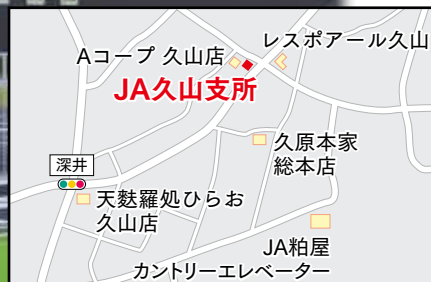 Aコープ 久山店
レスポアール久山
JA久山支所
久原本家
総本店
深井
天麩羅処ひらお
久山店
JA粕屋
カントリーエレベーター